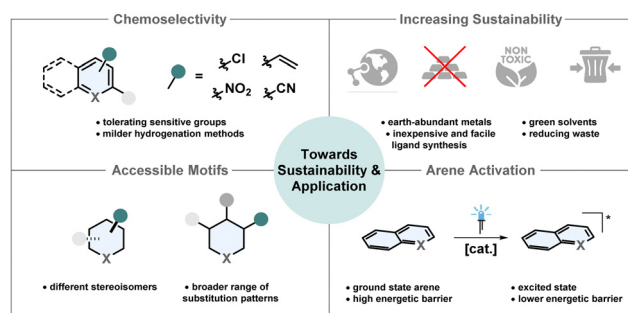 Chemoselectivity
X
=
Cl
NO2
CN
• tolerating sensitive groups
• milder hydrogenation methods
Increasing Sustainability
NON
TOXIC
• earth-abundant metals
• inexpensive and facile
ligand synthesis
• green solvents
• reducing waste
Towards
Sustainability &
Application
Accessible Motifs
X
X
• different stereoisomers
• broader range of
substitution patterns
Arene Activation
X
[cat.]
X
*
• ground state arene
• high energetic barrier
• excited state
• lower energetic barrier